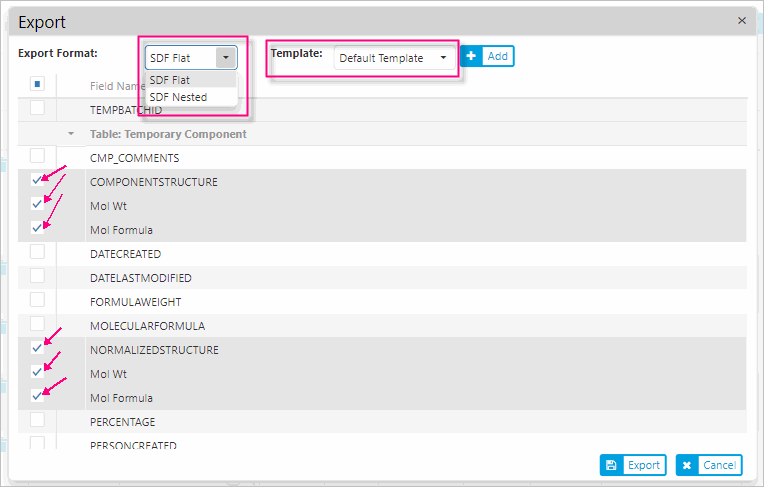 Export
Export Format: SDF Flat Template: Default Template Add
SDF Flat
SDF Nested
Field Name
TEMPBATCHID
Table: Temporary Component
CMP_COMMENTS
COMPONENTSTRUCTURE
Mol Wt
Mol Formula
DATECREATED
DATELASTMODIFIED
FORMULAWEIGHT
MOLECULARFORMULA
NORMALIZEDSTRUCTURE
Mol Wt
Mol Formula
PERCENTAGE
PERSONCREATED
Export Cancel